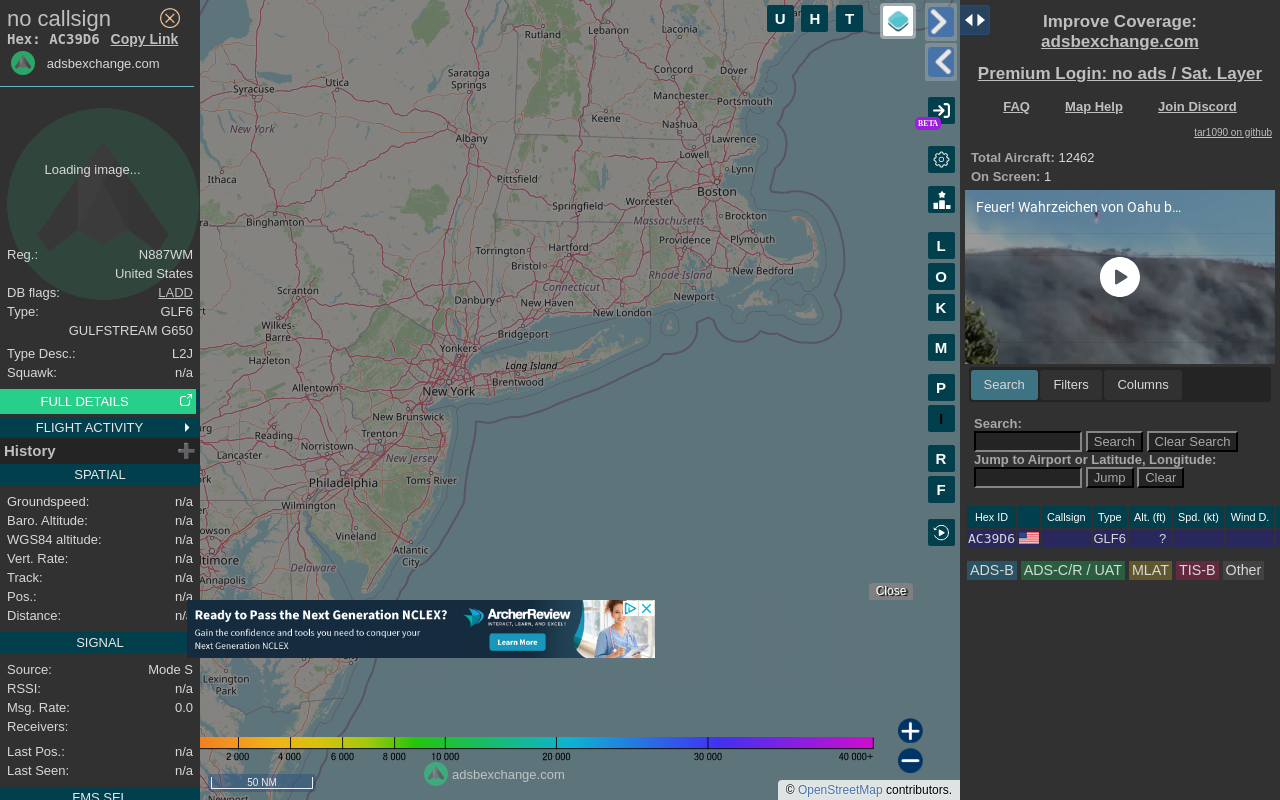 no callsign
Hex: AC39D6 Copy Link
adsbexchange.com
Loading image...
Reg.: N887WM
United States
DB flags: LADD
Type: GLF6
GULFSTREAM G650
Type Desc.: L2J
Squawk: n/a
FULL DETAILS
FLIGHT ACTIVITY
History
SPATIAL
Groundspeed: n/a
Baro. Altitude: n/a
WGS84 altitude: n/a
Vert. Rate: n/a
Track: n/a
Pos.: n/a
Distance:
SIGNAL
Source: Mode S
RSSI: n/a
Msg. Rate: 0.0
Receivers:
Last Pos.: n/a
Last Seen: n/a
FMS SEL
U H T
Rutland
Lebanon
Laconia
Concord
Dover
Saratoga
Springs
Utica
Syracuse
Manchester
Portsmouth
Keene
Nashua
New York
Albany
Lawrence
Lowell
Lynn
Ithaca
Pittsfield
Boston
Springfield
Worcester
Massachusetts
Brockton
Binghamton
Providence
Plymouth
Torrington
Hartford
Bristol
Rhode Island
New Bedford
Connecticut
Newport
Scranton
Danbury
New Haven
New London
Wilkes-
Barre
Bridgeport
Hazleton
Yonkers
Long Island
Brentwood
Allentown
New York
New Brunswick
Reading
Trenton
Norristown
Lancaster
New Jersey
Toms River
Philadelphia
Wilmington
Vineland
Atlantic
City
Annapolis
Delaware
Lexington
Park
BETA
L
O
K
M
P
I
R
F
Close
Ready to Pass the Next Generation NCLEX?
Gain the confidence and tools you need to conquer your
Next Generation NCLEX
ArcherReview
INTERACT, LEARN, AND EXCEL!
Learn More
2 000 4 000 6 000 8 000 10 000 20 000 30 000 40 000+
50 NM
adsbexchange.com
Newport
© OpenStreetMap contributors.
Improve Coverage:
adsbexchange.com
Premium Login: no ads / Sat. Layer
FAQ Map Help Join Discord
tar1090 on github
Total Aircraft: 12462
On Screen: 1
Feuer! Wahrzeichen von Oahu b...
Search Filters Columns
Search:
Search Clear Search
Jump to Airport or Latitude, Longitude:
Jump Clear
Hex ID Callsign Type Alt. (ft) Spd. (kt) Wind D.
AC39D6 GLF6 ?
ADS-B ADS-C/R / UAT MLAT TIS-B Other